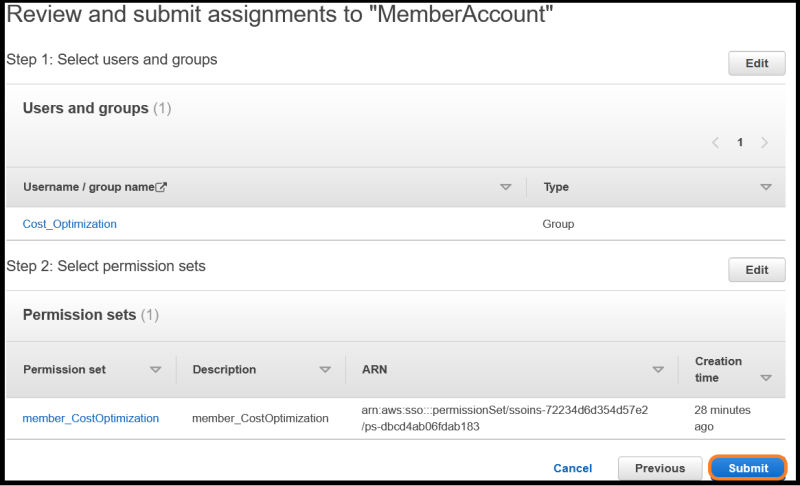 Review and submit assignments to "MemberAccount"
Step 1: Select users and groups
Edit
Users and groups (1)
1
Username / group name
Type
Cost_Optimization
Group
Step 2: Select permission sets
Edit
Permission sets (1)
Permission set
Description
ARN
Creation time
member_CostOptimization
member_CostOptimization
arn:aws:sso:::permissionSet/ssoins-72234d6d354d57e2
/ps-dbcd4ab06fdab183
28 minutes
ago
Cancel
Previous
Submit